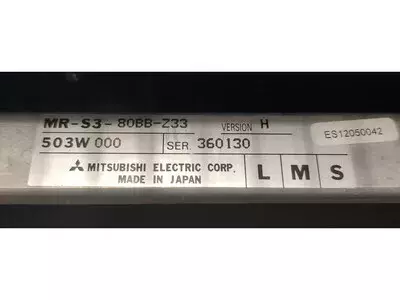 MR-S3-80BB-Z33 VERSION H
503W 000 SER. 360130
MITSUBISHI ELECTRIC CORP.
MADE IN JAPAN
L M S
ES12050042